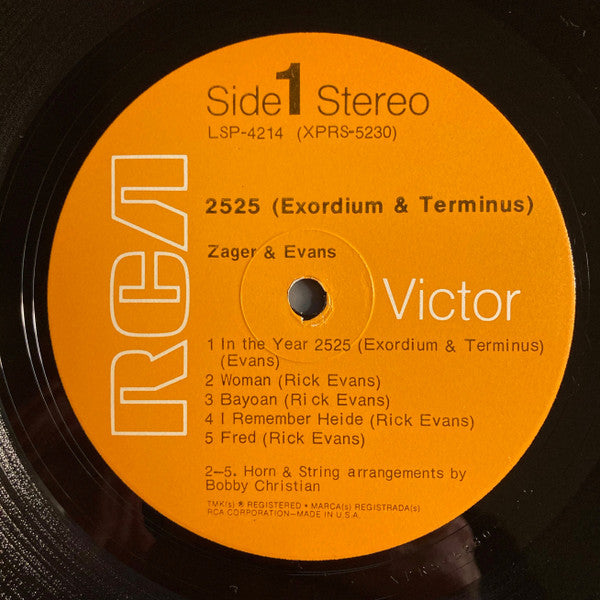 Side 1 Stereo
LSP-4214 (XPRS-5230)
2525 (Exordium & Terminus)
Zager & Evans
RCA
Victor
1 In the Year 2525 (Exordium & Terminus)
(Evans)
2 Woman (Rick Evans)
3 Bayoan (Rick Evans)
4 I Remember Heide (Rick Evans)
5 Fred (Rick Evans)
2–5. Horn & String arrangements by
Bobby Christian
TMK(s) ® REGISTERED • MARCA(s) REGISTRADA(s)
RCA CORPORATION—MADE IN U.S.A.